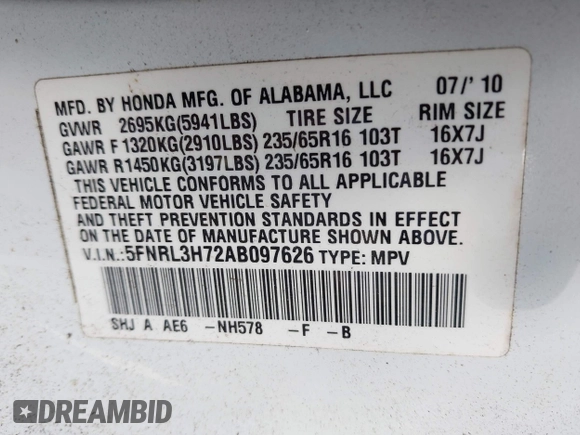 MFD. BY HONDA MFG. OF ALABAMA, LLC 07/'10
GVWR 2695KG(5941LBS) TIRE SIZE RIM SIZE
GAWR F 1320KG(2910LBS) 235/65R16 103T 16X7J
GAWR R1450KG(3197LBS) 235/65R16 103T 16X7J
THIS VEHICLE CONFORMS TO ALL APPLICABLE
FEDERAL MOTOR VEHICLE SAFETY
AND THEFT PREVENTION STANDARDS IN EFFECT
ON THE DATE OF MANUFACTURE SHOWN ABOVE.
V.I.N.:5FNRL3H72AB097626 TYPE: MPV
SHJ A AE6 -NH578 -F -B
DREAMBID